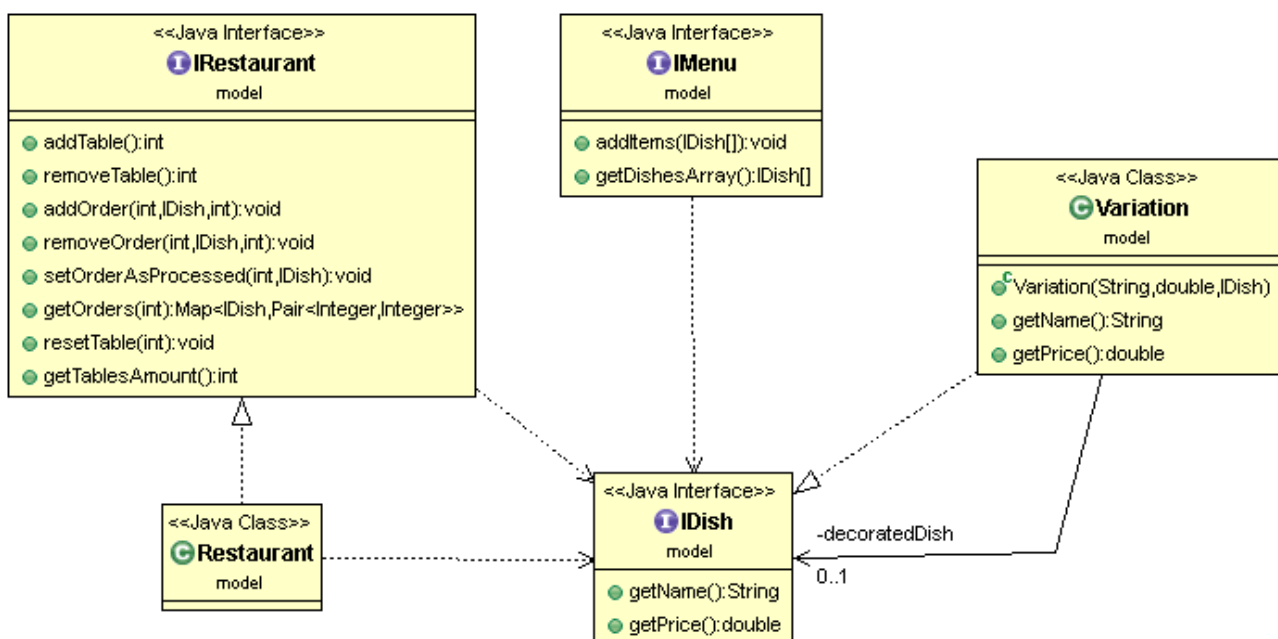 <<Java Interface>>
IRestaurant
model
addTable():int
removeTable():int
addOrder(int,IDish,int):void
removeOrder(int,IDish,int):void
setOrderAsProcessed(int,IDish):void
getOrders(int):Map<IDish,Pair<Integer,Integer>>
resetTable(int):void
getTablesAmount():int
<<Java Interface>>
IMenu
model
addItems(IDish[]):void
getDishesArray():IDish[]
<<Java Class>>
Variation
model
Variation(String,double,IDish)
getName():String
getPrice():double
<<Java Class>>
Restaurant
model
<<Java Interface>>
IDish
model
getName():String
getPrice():double
-decoratedDish
0..1